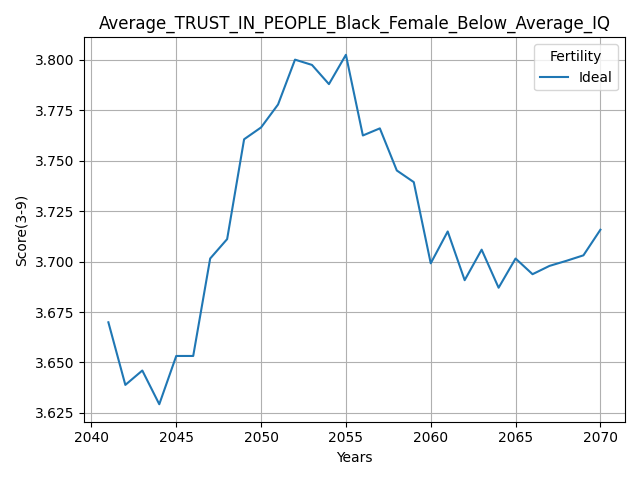 Average_TRUST_IN_PEOPLE_Black_Female_Below_Average_IQ
Fertility
Ideal
Score(3-9)
3.800
3.775
3.750
3.725
3.700
3.675
3.650
3.625
2040 2045 2050 2055 2060 2065 2070
Years